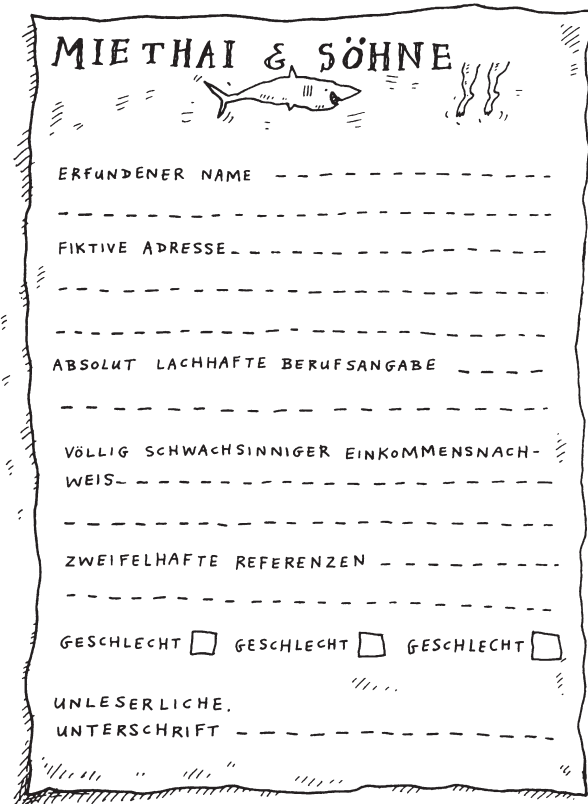 MIETHAI & SÖHNE
ERFUNDENER NAME
FIKTIVE ADRESSE
ABSOLUT LACHHAFTE BERUFSANGABE
VÖLLIG SCHWACHSINNIGER EINKOMMENSNACH-
WEIS
ZWEIFELHAFTE REFERENZEN
GESCHLECHT GESCHLECHT GESCHLECHT
UNLESERLICHE.
UNTERSCHRIFT